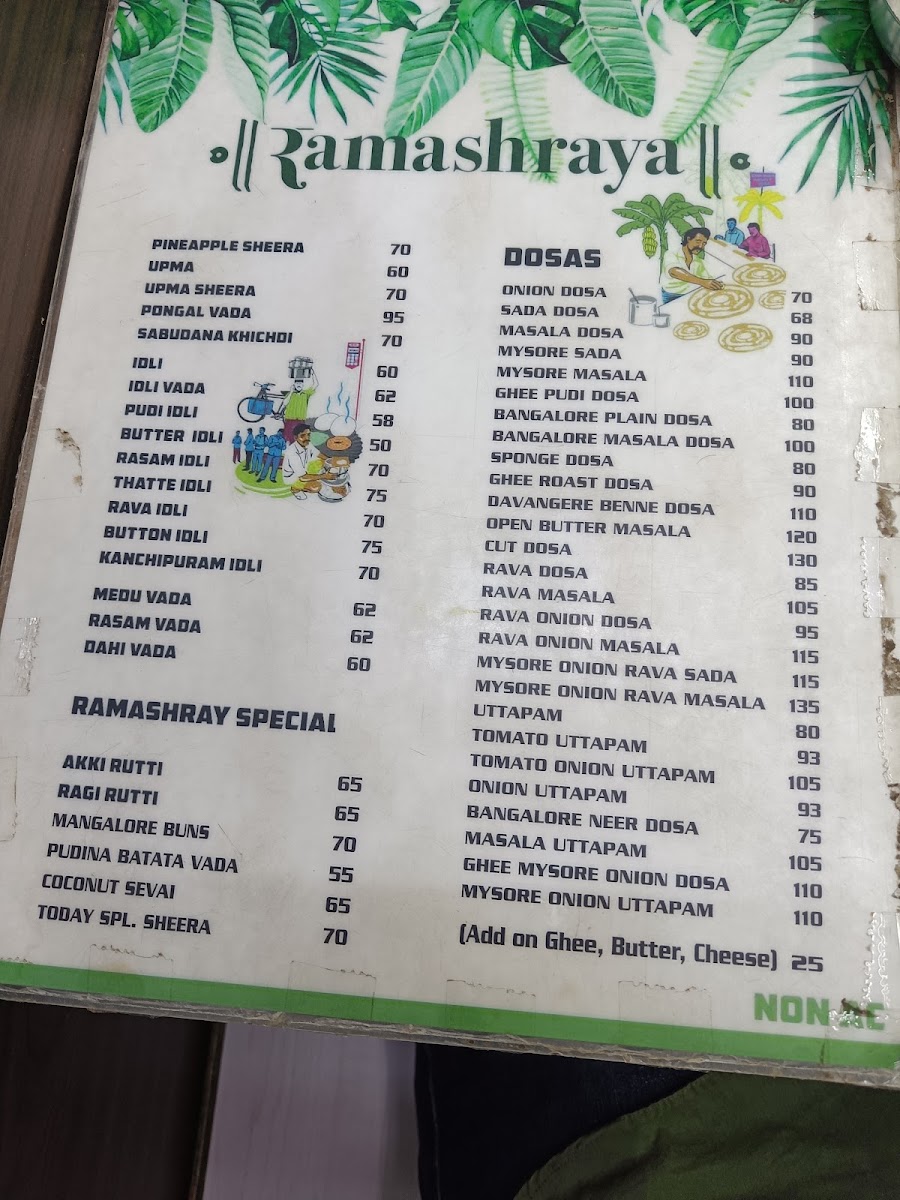 Ramashraya
PINEAPPLE SHEERA 70
UPMA 60
UPMA SHEERA 70
PONGAL VADA 95
SABUDANA KHICHDI 70
IDLI 60
IDLI VADA 62
PUDI IDLI 58
BUTTER IDLI 50
RASAM IDLI 70
THATTE IDLI 75
RAVA IDLI 70
BUTTON IDLI 75
KANCHIPURAM IDLI 70
MEDU VADA 62
RASAM VADA 62
DAHI VADA 60
RAMASHRAY SPECIAL
AKKI RUTTI 65
RAGI RUTTI 65
MANGALORE BUNS 70
PUDINA BATATA VADA 55
COCONUT SEVAI 65
TODAY SPL. SHEERA 70
DOSAS
ONION DOSA 70
SADA DOSA 68
MASALA DOSA 90
MYSORE SADA 90
MYSORE MASALA 110
GHEE PUDI DOSA 100
BANGALORE PLAIN DOSA 80
BANGALORE MASALA DOSA 100
SPONGE DOSA 80
GHEE ROAST DOSA 90
DAVANGERE BENNE DOSA 110
OPEN BUTTER MASALA 120
CUT DOSA 130
RAVA DOSA 85
RAVA MASALA 105
RAVA ONION DOSA 95
RAVA ONION MASALA 115
MYSORE ONION RAVA SADA 115
MYSORE ONION RAVA MASALA 135
UTTAPAM 80
TOMATO UTTAPAM 93
TOMATO ONION UTTAPAM 105
ONION UTTAPAM 93
BANGALORE NEER DOSA 75
MASALA UTTAPAM 105
GHEE MYSORE ONION DOSA 110
MYSORE ONION UTTAPAM 110
(Add on Ghee, Butter, Cheese) 25
NON AC